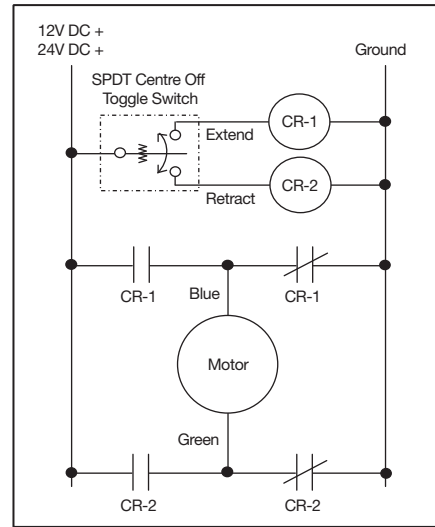 12V DC +
24V DC +
Ground
SPDT Centre Off
Toggle Switch
Extend
CR-1
CR-2
Retract
Blue
CR-1
CR-1
Motor
Green
CR-2
CR-2